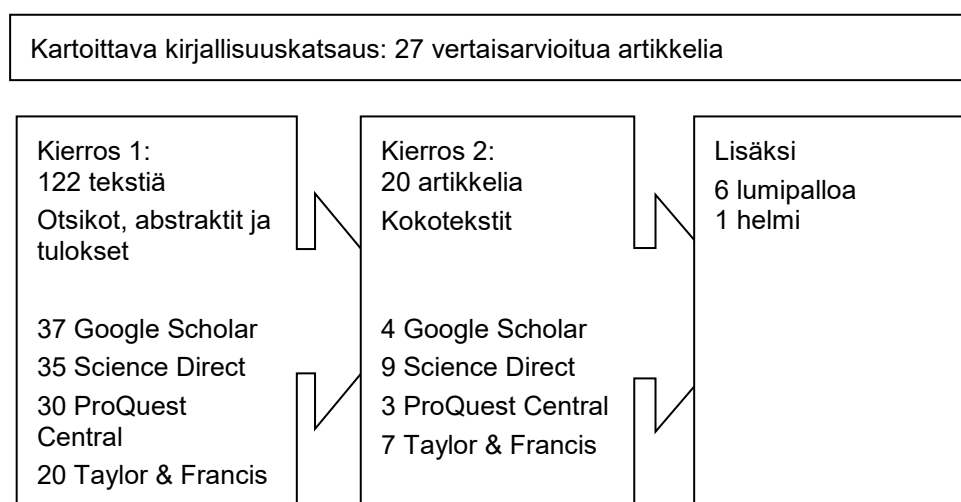 Kartoittava kirjallisuuskatsaus: 27 vertaisarvioitua artikkelia
Kierros 1:
122 tekstiä
Otsikot, abstraktit ja
tulokset
37 Google Scholar
35 Science Direct
30 ProQuest
Central
20 Taylor & Francis
Kierros 2:
20 artikkelia
Kokotekstit
4 Google Scholar
9 Science Direct
3 ProQuest Central
7 Taylor & Francis
Lisäksi
6 lumipalloa
1 helmi